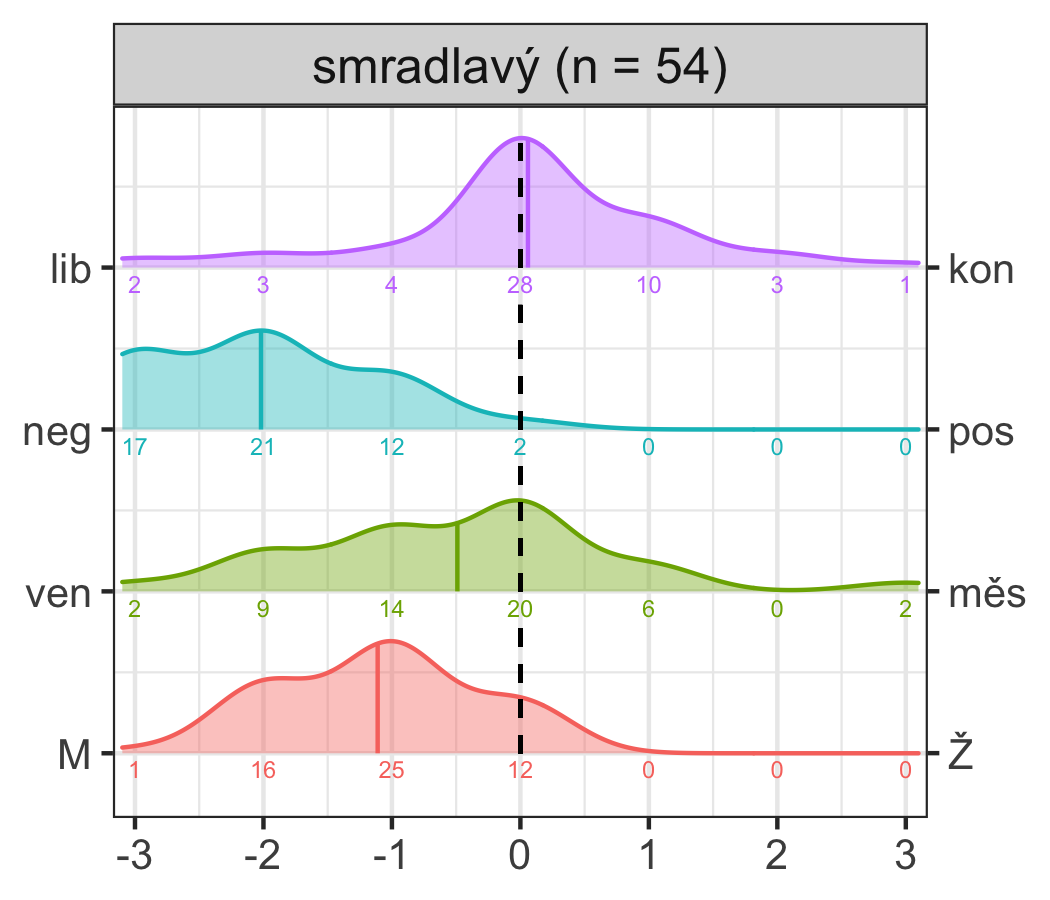 smradlavý (n = 54)
lib kon
2 3 4 28 10 3 1
neg pos
17 21 12 2 0 0 0
ven měs
2 9 14 20 6 0 2
M Ž
1 16 25 12 0 0 0
-3 -2 -1 0 1 2 3